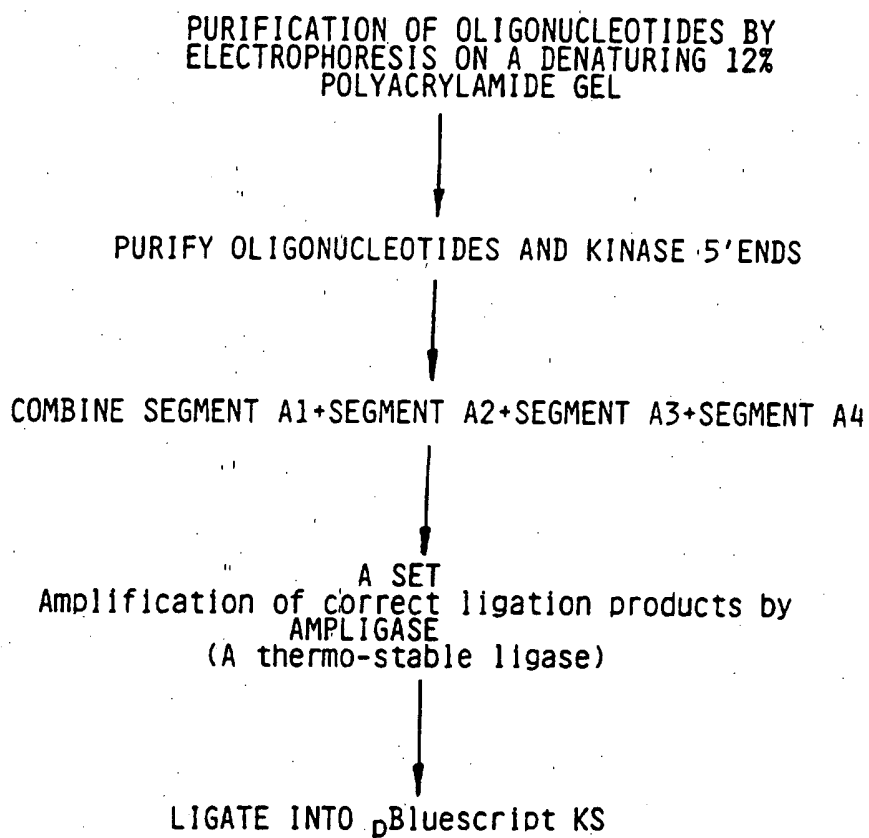 PURIFICATION OF OLIGONUCLEOTIDES BY
ELECTROPHORESIS ON A DENATURING 12%
POLYACRYLAMIDE GEL
PURIFY OLIGONUCLEOTIDES AND KINASE 5'ENDS
COMBINE SEGMENT A1+SEGMENT A2+SEGMENT A3+SEGMENT A4
A SET
Amplification of correct ligation products by
AMPLIGASE
(A thermo-stable ligase)
LIGATE INTO pBluescript KS